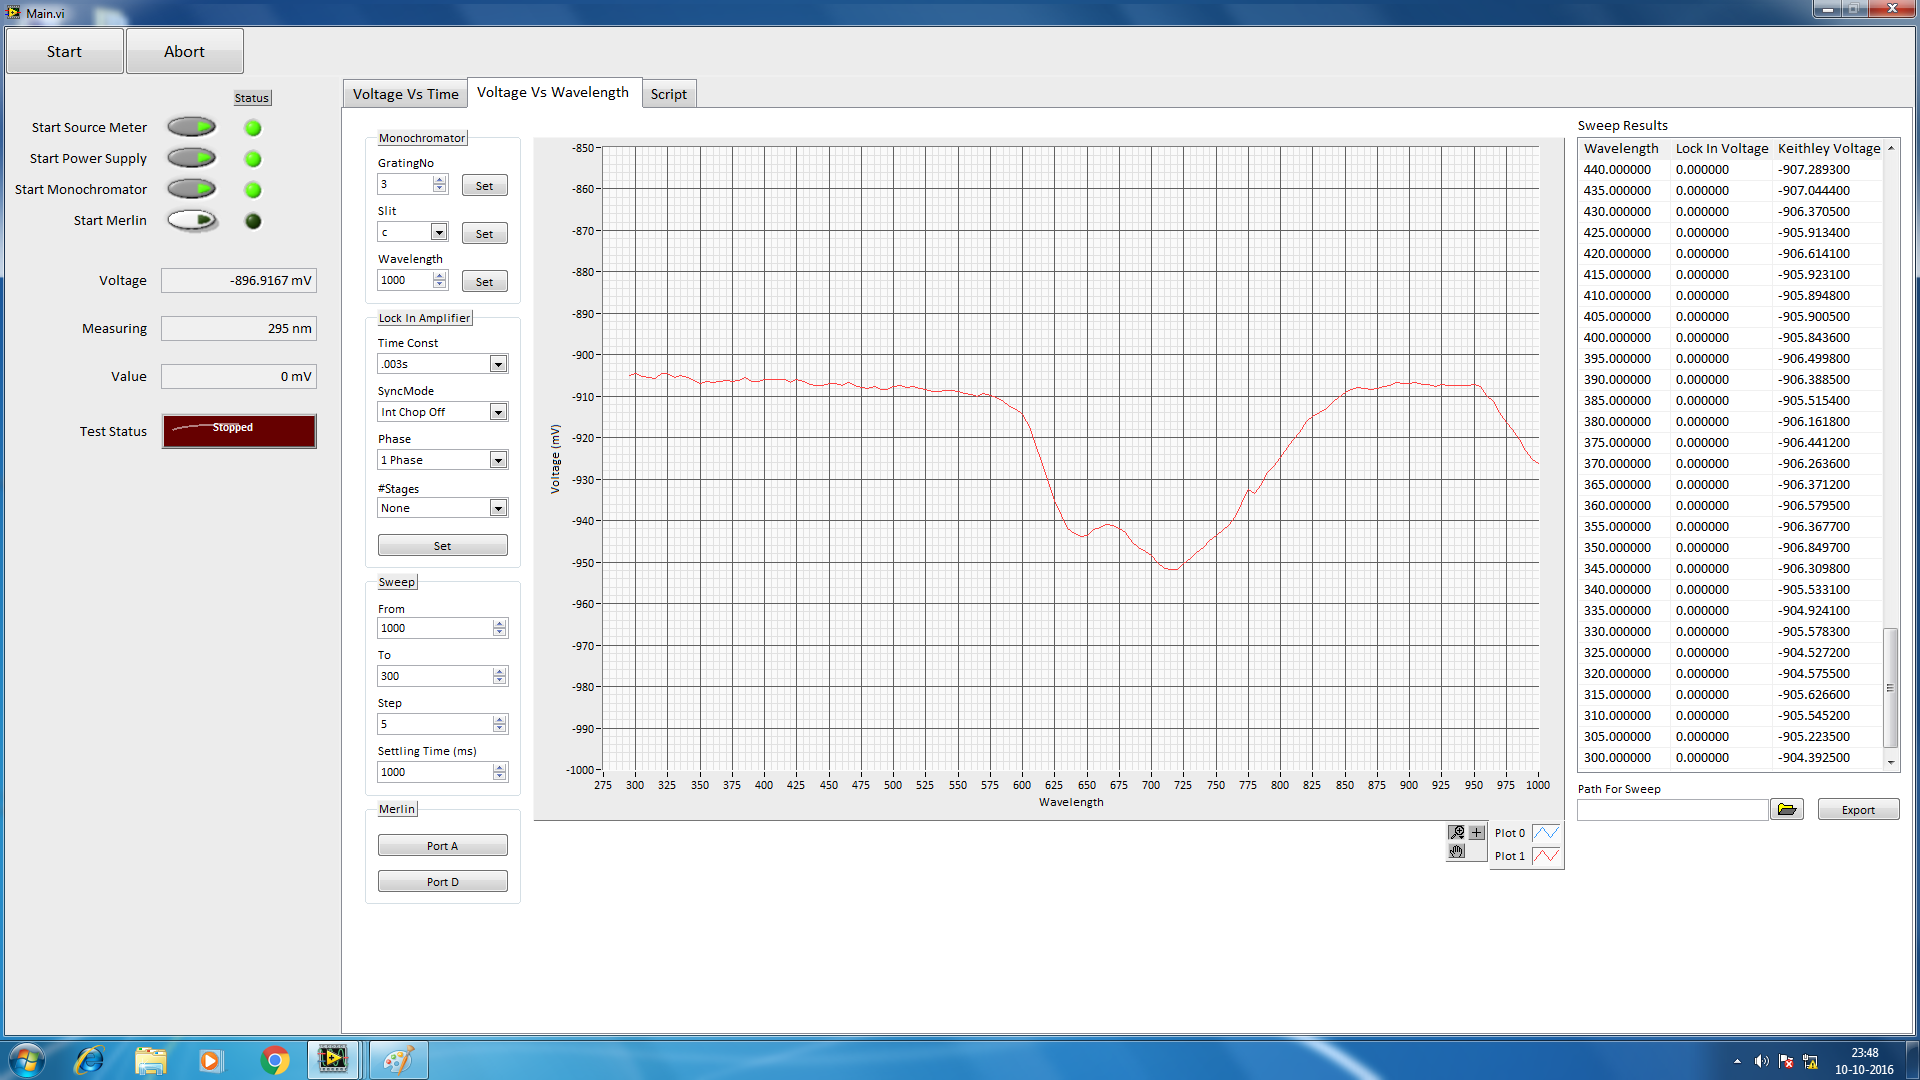 Main.vi
Start Abort
Status
Start Source Meter
Start Power Supply
Start Monochromator
Start Merlin
Voltage -896.9167 mV
Measuring 295 nm
Value 0 mV
Test Status Stopped
Voltage Vs Time Voltage Vs Wavelength Script
Monochromator
GratingNo
3 Set
Slit
c Set
Wavelength
1000 Set
Lock In Amplifier
Time Const
.003s
SyncMode
Int Chop Off
Phase
1 Phase
#Stages
None
Set
Sweep
From
1000
To
300
Step
5
Settling Time (ms)
1000
Merlin
Port A
Port D
Voltage (mV)
-850
-860
-870
-880
-890
-900
-910
-920
-930
-940
-950
-960
-970
-980
-990
-1000
275 300 325 350 375 400 425 450 475 500 525 550 575 600 625 650 675 700 725 750 775 800 825 850 875 900 925 950 975 1000
Wavelength
Plot 0
Plot 1
Sweep Results
Wavelength Lock In Voltage Keithley Voltage
440.000000 0.000000 -907.289300
435.000000 0.000000 -907.044400
430.000000 0.000000 -906.370500
425.000000 0.000000 -905.913400
420.000000 0.000000 -906.614100
415.000000 0.000000 -905.923100
410.000000 0.000000 -905.894800
405.000000 0.000000 -905.900500
400.000000 0.000000 -905.843600
395.000000 0.000000 -906.499800
390.000000 0.000000 -906.388500
385.000000 0.000000 -905.515400
380.000000 0.000000 -906.161800
375.000000 0.000000 -906.441200
370.000000 0.000000 -906.263600
365.000000 0.000000 -906.371200
360.000000 0.000000 -906.579500
355.000000 0.000000 -906.367700
350.000000 0.000000 -906.849700
345.000000 0.000000 -906.309800
340.000000 0.000000 -905.533100
335.000000 0.000000 -904.924100
330.000000 0.000000 -905.578300
325.000000 0.000000 -904.527200
320.000000 0.000000 -904.575500
315.000000 0.000000 -905.626600
310.000000 0.000000 -905.545200
305.000000 0.000000 -905.223500
300.000000 0.000000 -904.392500
Path For Sweep
Export
23:48
10-10-2016